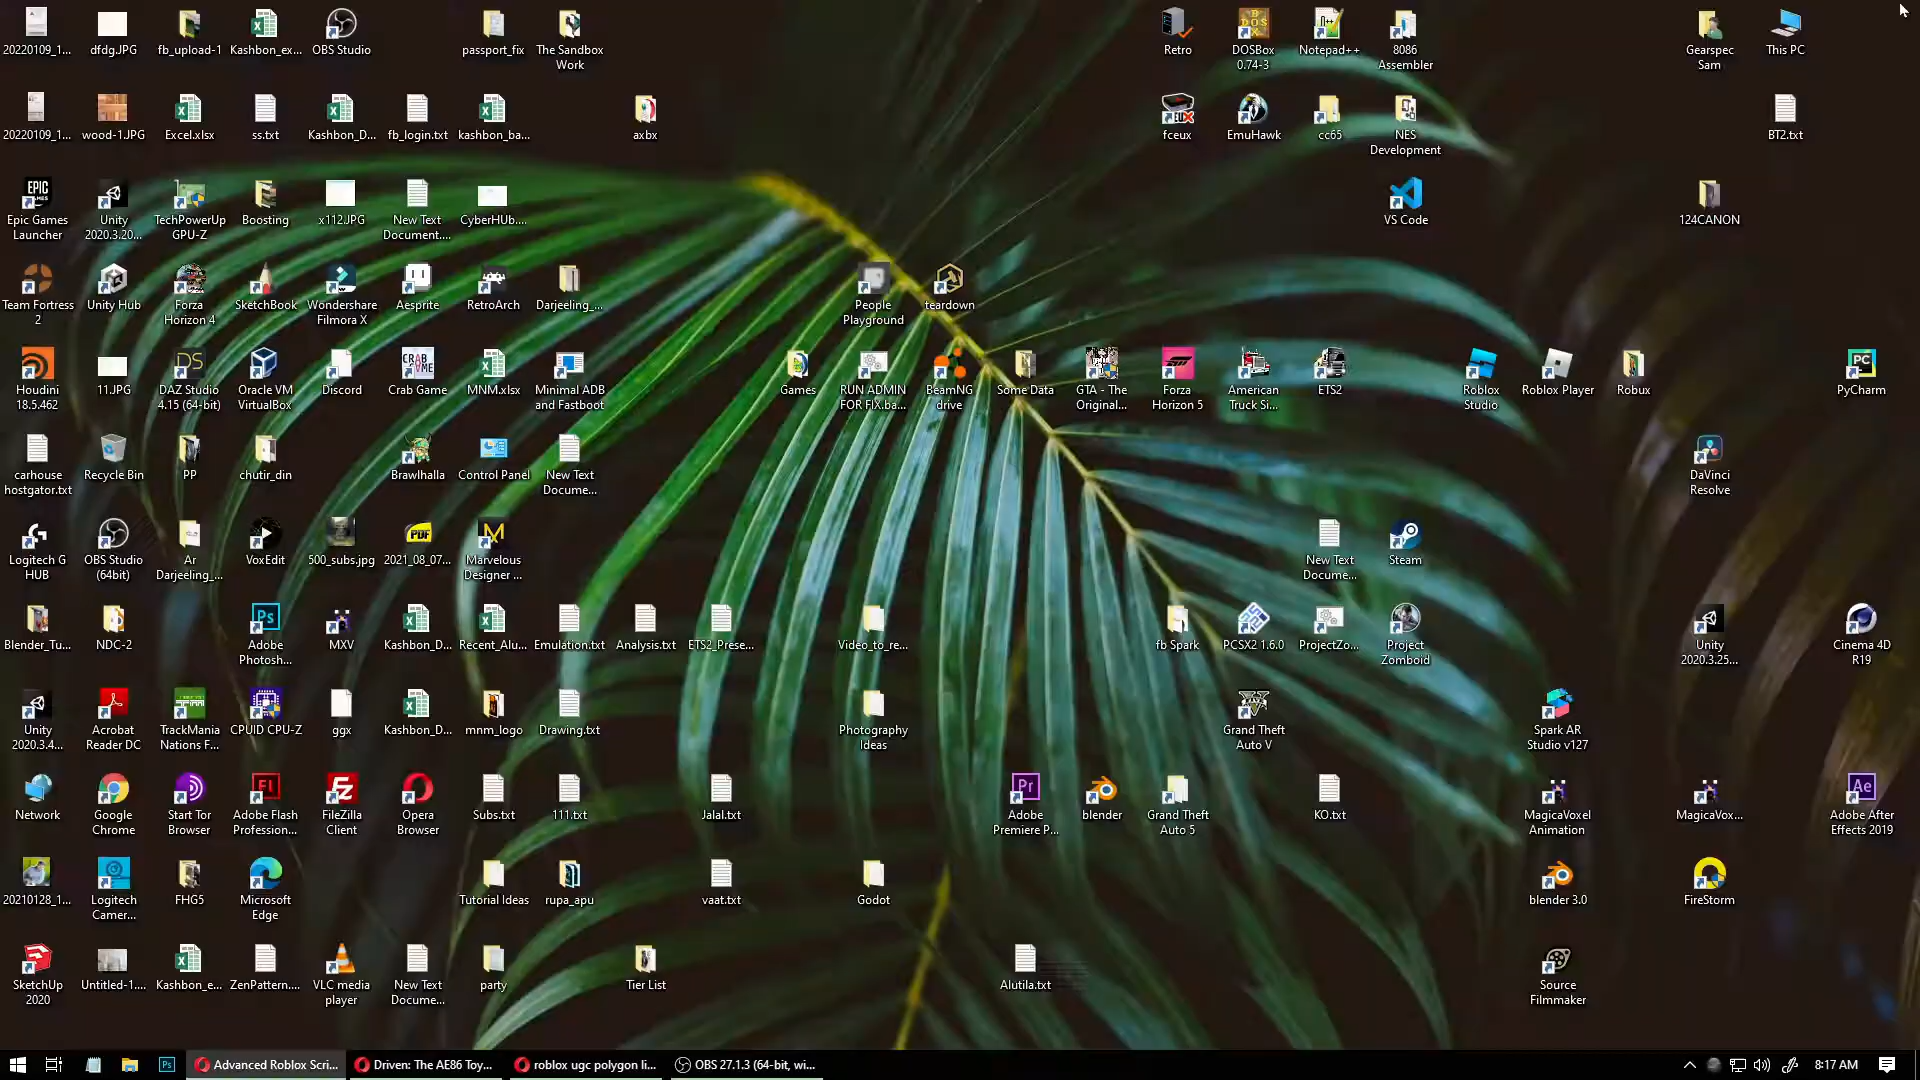 20220109_1...
dfdg.JPG
fb_upload-1
Kashbon_ex...
OBS Studio
passport_fix
The Sandbox
Work
Retro
DOSBox
0.74-3
Notepad++
8086
Assembler
Gearspec
Sam
This PC
20220109_1...
wood-1.JPG
Excel.xlsx
ss.txt
Kashbon_D...
fb_login.txt
kashbon_ba...
axbx
fceux
EmuHawk
cc65
NES
Development
BT2.txt
Epic Games
Launcher
Unity
2020.3.20...
TechPowerUp
GPU-Z
Boosting
x112.JPG
New Text
Document....
CyberHUb....
VS Code
124CANON
Team Fortress
2
Unity Hub
Forza
Horizon 4
SketchBook
Wondershare
Filmora X
Aesprite
RetroArch
Darjeeling_...
People
Playground
teardown
Houdini
18.5.462
11.JPG
DAZ Studio
4.15 (64-bit)
Oracle VM
VirtualBox
Discord
Crab Game
MNM.xlsx
Minimal ADB
and Fastboot
Games
RUN ADMIN
FOR FIX.ba...
BeamNG
drive
Some Data
GTA - The
Original...
Forza
Horizon 5
American
Truck Si...
ETS2
Roblox
Studio
Roblox Player
Robux
PyCharm
carhouse
hostgator.txt
Recycle Bin
PP
chutir_din
Brawlhalla
Control Panel
New Text
Docume...
DaVinci
Resolve
Logitech G
HUB
OBS Studio
(64bit)
Ar
Darjeeling_...
VoxEdit
500_subs.jpg
2021_08_07...
Marvelous
Designer ...
New Text
Docume...
Steam
Blender_Tu...
NDC-2
Adobe
Photosh...
MXV
Kashbon_D...
Recent_Alu...
Emulation.txt
Analysis.txt
ETS2_Prese...
Video_to_re...
fb Spark
PCSX2 1.6.0
ProjectZo...
Project
Zomboid
Unity
2020.3.25...
Cinema 4D
R19
Unity
2020.3.4...
Acrobat
Reader DC
TrackMania
Nations F...
CPUID CPU-Z
ggx
Kashbon_D...
mnm_logo
Drawing.txt
Photography
Ideas
Grand Theft
Auto V
Spark AR
Studio v127
Network
Google
Chrome
Start Tor
Browser
Adobe Flash
Profession...
FileZilla
Client
Opera
Browser
Subs.txt
111.txt
Jalal.txt
Adobe
Premiere P...
blender
Grand Theft
Auto 5
KO.txt
MagicaVoxel
Animation
MagicaVox...
Adobe After
Effects 2019
20210128_1...
Logitech
Camer...
FHG5
Microsoft
Edge
Tutorial Ideas
rupa_apu
vaat.txt
Godot
blender 3.0
FireStorm
SketchUp
2020
Untitled-1....
Kashbon_e...
ZenPattern....
VLC media
player
New Text
Docume...
party
Tier List
Alutila.txt
Source
Filmmaker
Advanced Roblox Scri...
Driven: The AE86 Toy...
roblox ugc polygon li...
OBS 27.1.3 (64-bit, wi...
8:17 AM